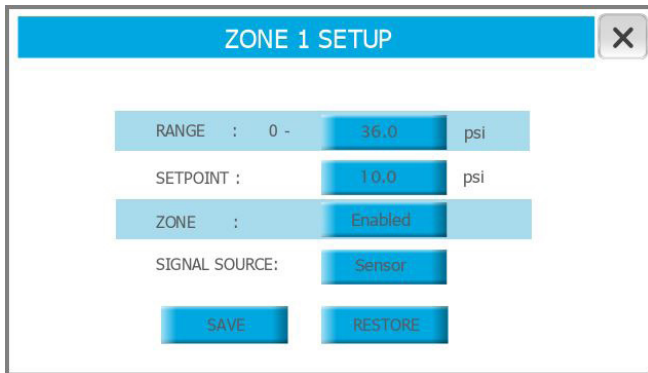 ZONE 1 SETUP
RANGE : 0 - 36.0 psi
SETPOINT : 10.0 psi
ZONE : Enabled
SIGNAL SOURCE: Sensor
SAVE RESTORE